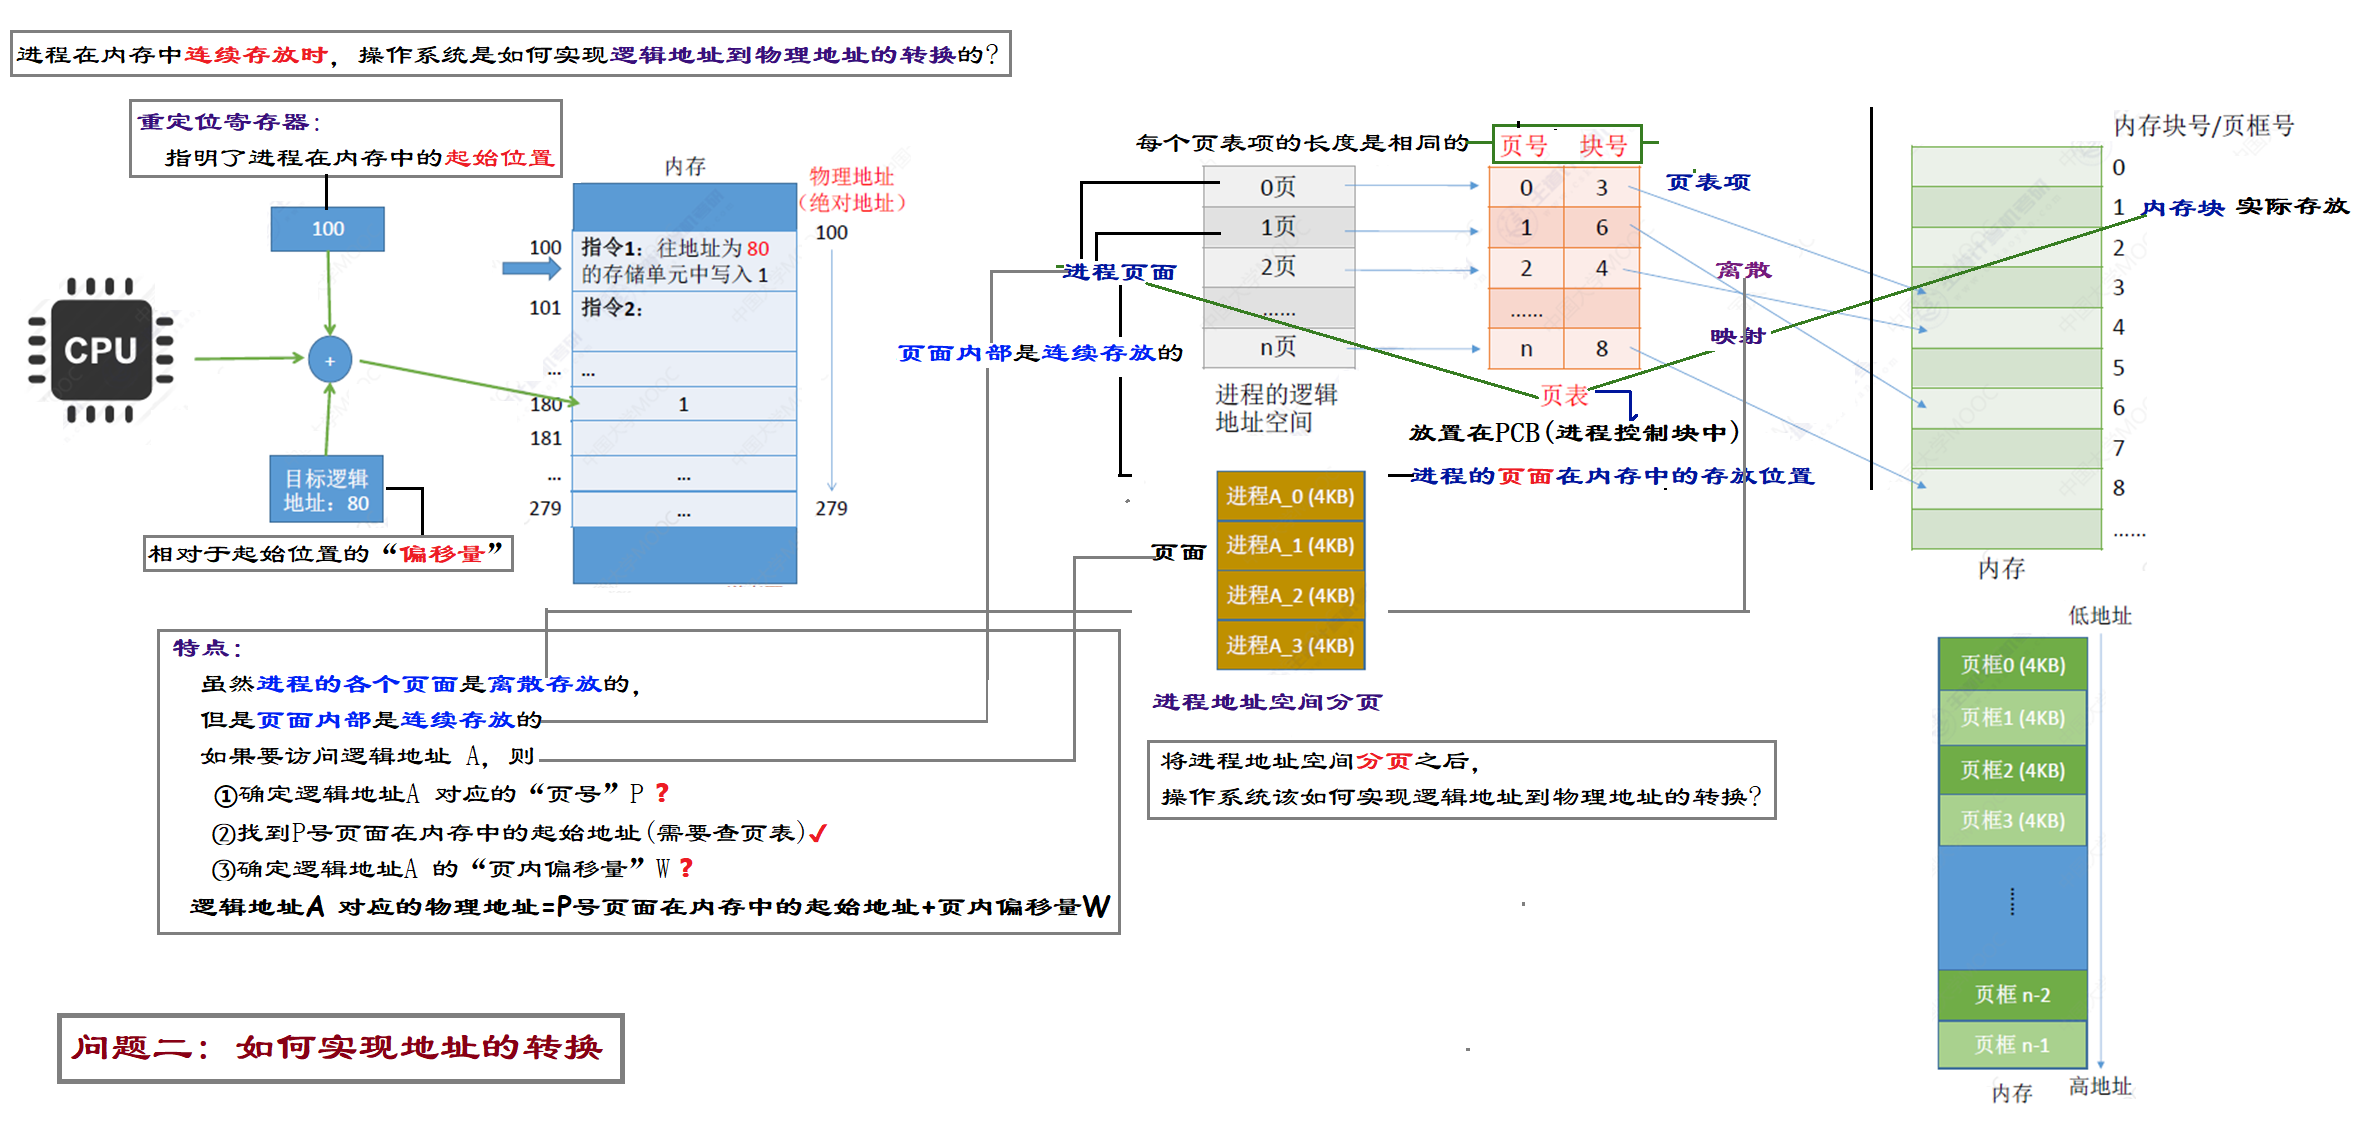 进程在内存中连续存放时，操作系统是如何实现逻辑地址到物理地址的转换的？
重定位寄存器：
指明了进程在内存中的起始位置
100
CPU
+
目标逻辑
地址：80
相对于起始位置的“偏移量”
内存
物理地址
（绝对地址）
100
指令1：往地址为 80
的存储单元中写入 1
100
101
指令2：
...
...
180
1
181
...
...
279
...
279
特点：
虽然进程的各个页面是离散存放的，
但是页面内部是连续存放的
如果要访问逻辑地址 A，则
①确定逻辑地址A 对应的“页号”P ？
②找到P号页面在内存中的起始地址(需要查页表)✓
③确定逻辑地址A 的“页内偏移量”W ？
逻辑地址A 对应的物理地址=P号页面在内存中的起始地址+页内偏移量W
问题二：如何实现地址的转换
每个页表项的长度是相同的
页号 块号
0页
0 3
页表项
1页
1 6
2页
2 4
......
......
n页
n 8
进程页面
页面内部是连续存放的
进程的逻辑
地址空间
页表
离散
映射
放置在PCB(进程控制块中)
进程的页面在内存中的存放位置
页面
进程A_0 (4KB)
进程A_1 (4KB)
进程A_2 (4KB)
进程A_3 (4KB)
进程地址空间分页
将进程地址空间分页之后，
操作系统该如何实现逻辑地址到物理地址的转换？
内存块号/页框号
0
1
内存块 实际存放
2
3
4
5
6
7
8
......
内存
低地址
页框0 (4KB)
页框1 (4KB)
页框2 (4KB)
页框3 (4KB)
......
页框 n-2
页框 n-1
高地址
内存